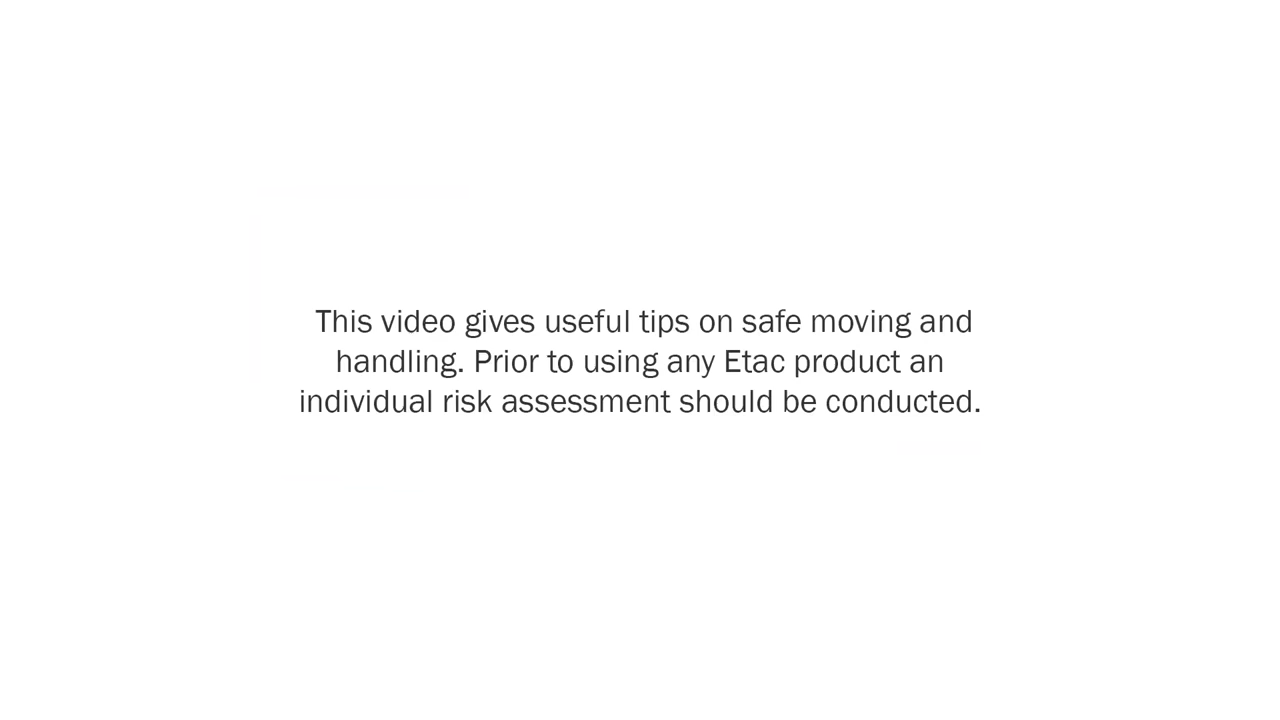 This video gives useful tips on safe moving and
handling. Prior to using any Etac product an
individual risk assessment should be conducted.